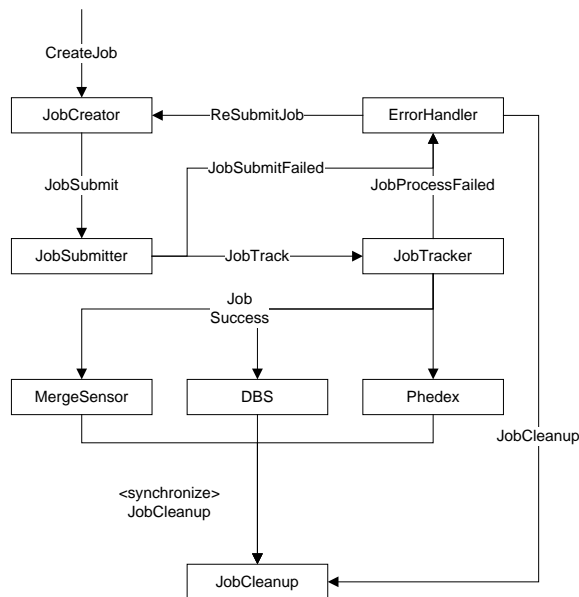 CreateJob
JobCreator
ReSubmitJob
ErrorHandler
JobSubmitFailed
JobSubmit
JobProcessFailed
JobSubmitter
JobTrack
JobTracker
Job
Success
MergeSensor
DBS
Phedex
JobCleanup
<synchronize>
JobCleanup
JobCleanup